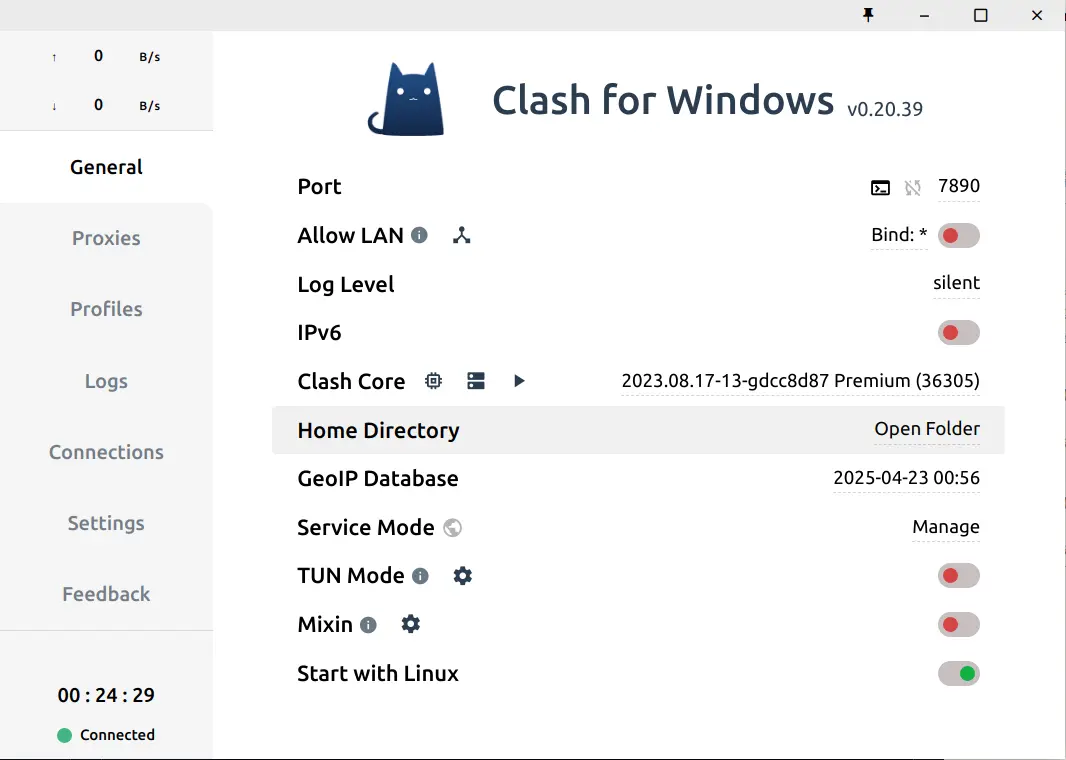 ↑ 0 B/s
↓ 0 B/s
General
Proxies
Profiles
Logs
Connections
Settings
Feedback
00 : 24 : 29
Connected
Clash for Windows v0.20.39
Port 7890
Allow LAN Bind: *
Log Level silent
IPv6
Clash Core 2023.08.17-13-gdcc8d87 Premium (36305)
Home Directory Open Folder
GeoIP Database 2025-04-23 00:56
Service Mode Manage
TUN Mode
Mixin
Start with Linux